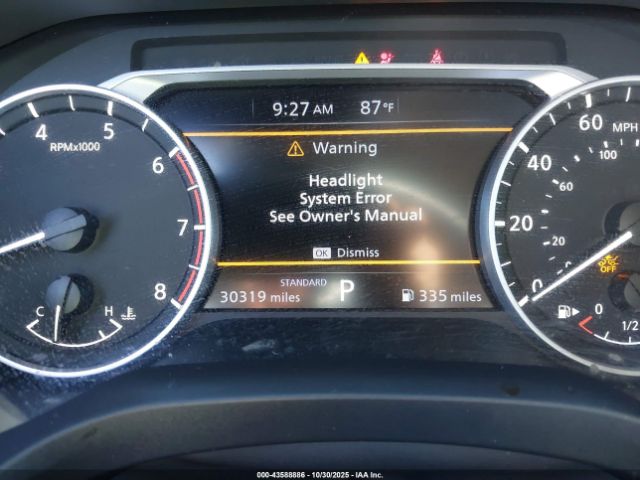 9:27 AM 87°F
Warning
Headlight
System Error
See Owner's Manual
OK Dismiss
STANDARD
30319 miles P 335 miles
4 5 6 7 8
RPMx1000
C H
0 20 40 60
MPH
0 20 60 100
OFF
0 1/2
000-43588886 - 10/30/2025 - IAA Inc.